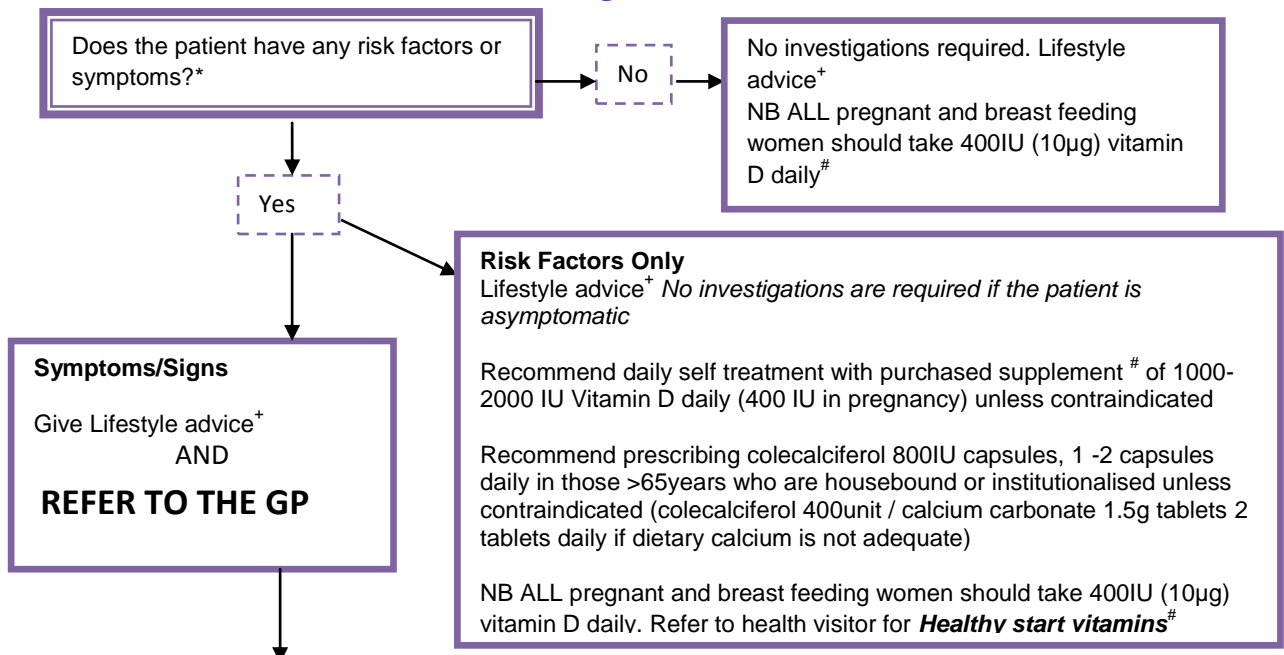 Does the patient have any risk factors or
symptoms?*
No
No investigations required. Lifestyle
advice+
NB ALL pregnant and breast feeding
women should take 400IU (10µg) vitamin
D daily#
Yes
Risk Factors Only
Lifestyle advice+ No investigations are required if the patient is
asymptomatic
Recommend daily self treatment with purchased supplement # of 1000-
2000 IU Vitamin D daily (400 IU in pregnancy) unless contraindicated
Recommend prescribing colecalciferol 800IU capsules, 1 -2 capsules
daily in those >65years who are housebound or institutionalised unless
contraindicated (colecalciferol 400unit / calcium carbonate 1.5g tablets 2
tablets daily if dietary calcium is not adequate)
NB ALL pregnant and breast feeding women should take 400IU (10µg)
vitamin D daily. Refer to health visitor for Healthy start vitamins#
Symptoms/Signs
Give Lifestyle advice+
AND
REFER TO THE GP